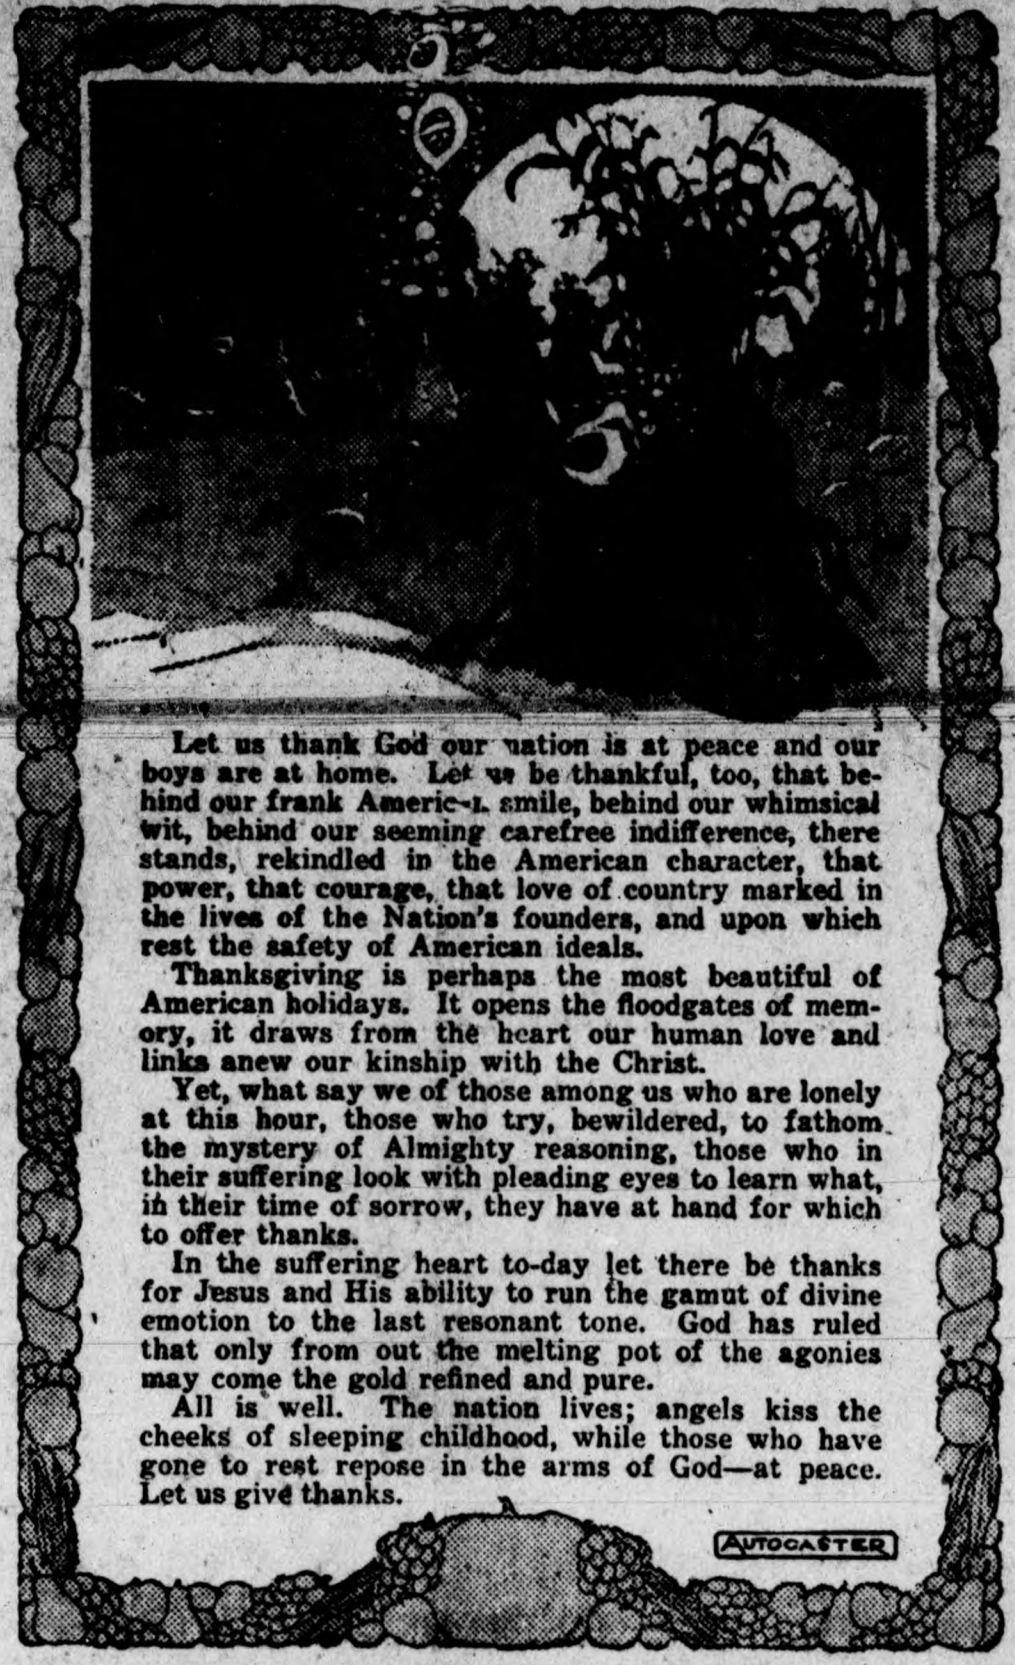 Let us thank God our nation is at peace and our
boys are at home. Let us be thankful, too, that be-
hind our frank American smile, behind our whimsical
wit, behind our seeming carefree indifference, there
stands, rekindled in the American character, that
power, that courage, that love of country marked in
the lives of the Nation's founders, and upon which
rest the safety of American ideals.
Thanksgiving is perhaps the most beautiful of
American holidays. It opens the floodgates of mem-
ory, it draws from the heart our human love and
links anew our kinship with the Christ.
Yet, what say we of those among us who are lonely
at this hour, those who try, bewildered, to fathom
the mystery of Almighty reasoning, those who in
their suffering look with pleading eyes to learn what,
in their time of sorrow, they have at hand for which
to offer thanks.
In the suffering heart to-day let there be thanks
for Jesus and His ability to run the gamut of divine
emotion to the last resonant tone. God has ruled
that only from out the melting pot of the agonies
may come the gold refined and pure.
All is well. The nation lives; angels kiss the
cheeks of sleeping childhood, while those who have
gone to rest repose in the arms of God—at peace.
Let us give thanks.
AUTOCASTER